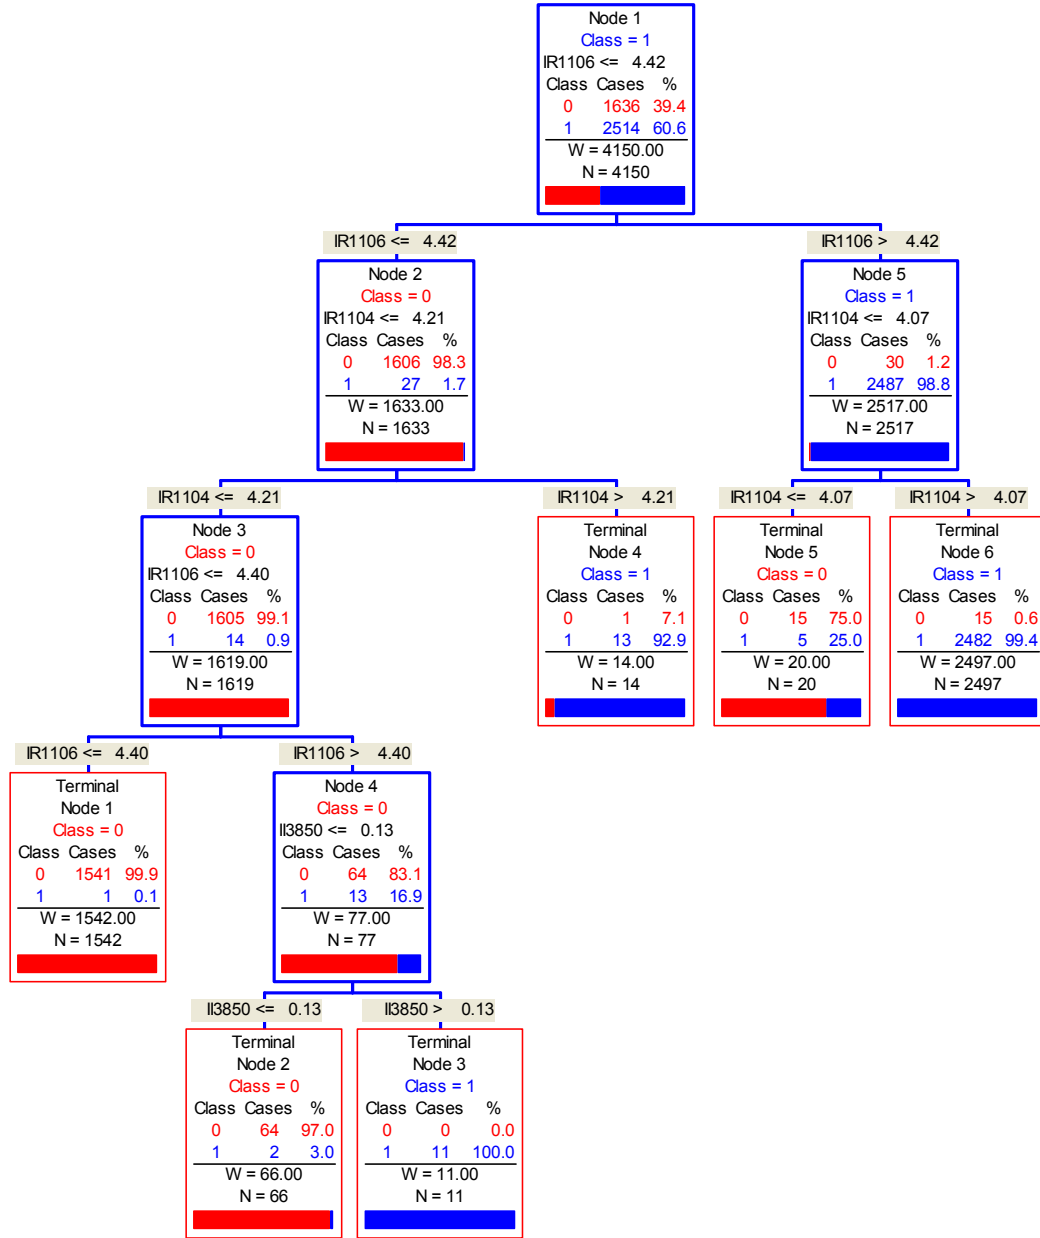 Node 1
Class = 1
IR1106 <= 4.42
Class Cases %
0 1636 39.4
1 2514 60.6
W = 4150.00
N = 4150
IR1106 <= 4.42
IR1106 > 4.42
Node 2
Class = 0
IR1104 <= 4.21
Class Cases %
0 1606 98.3
1 27 1.7
W = 1633.00
N = 1633
Node 5
Class = 1
IR1104 <= 4.07
Class Cases %
0 30 1.2
1 2487 98.8
W = 2517.00
N = 2517
IR1104 <= 4.21
IR1104 > 4.21
IR1104 <= 4.07
IR1104 > 4.07
Node 3
Class = 0
IR1106 <= 4.40
Class Cases %
0 1605 99.1
1 14 0.9
W = 1619.00
N = 1619
Terminal
Node 4
Class = 1
Class Cases %
0 1 7.1
1 13 92.9
W = 14.00
N = 14
Terminal
Node 5
Class = 0
Class Cases %
0 15 75.0
1 5 25.0
W = 20.00
N = 20
Terminal
Node 6
Class = 1
Class Cases %
0 15 0.6
1 2482 99.4
W = 2497.00
N = 2497
IR1106 <= 4.40
IR1106 > 4.40
Terminal
Node 1
Class = 0
Class Cases %
0 1541 99.9
1 1 0.1
W = 1542.00
N = 1542
Node 4
Class = 0
II3850 <= 0.13
Class Cases %
0 64 83.1
1 13 16.9
W = 77.00
N = 77
II3850 <= 0.13
II3850 > 0.13
Terminal
Node 2
Class = 0
Class Cases %
0 64 97.0
1 2 3.0
W = 66.00
N = 66
Terminal
Node 3
Class = 1
Class Cases %
0 0 0.0
1 11 100.0
W = 11.00
N = 11